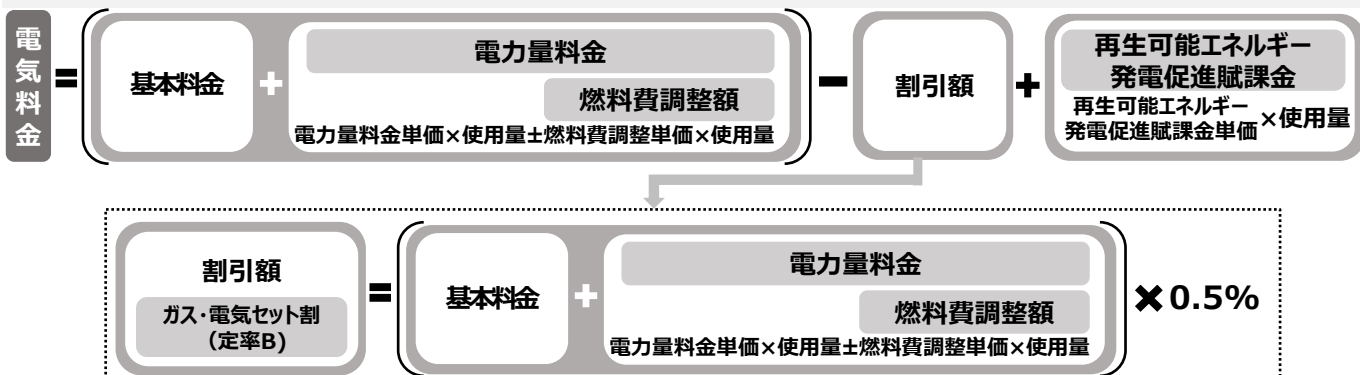 電気料金
=
基本料金
+
電力量料金
燃料費調整額
電力量料金単価×使用量±燃料費調整単価×使用量
−
割引額
+
再生可能エネルギー
発電促進賦課金
再生可能エネルギー
発電促進賦課金単価
×使用量
割引額
ガス・電気セット割
(定率B)
=
基本料金
+
電力量料金
燃料費調整額
電力量料金単価×使用量±燃料費調整単価×使用量
×0.5%